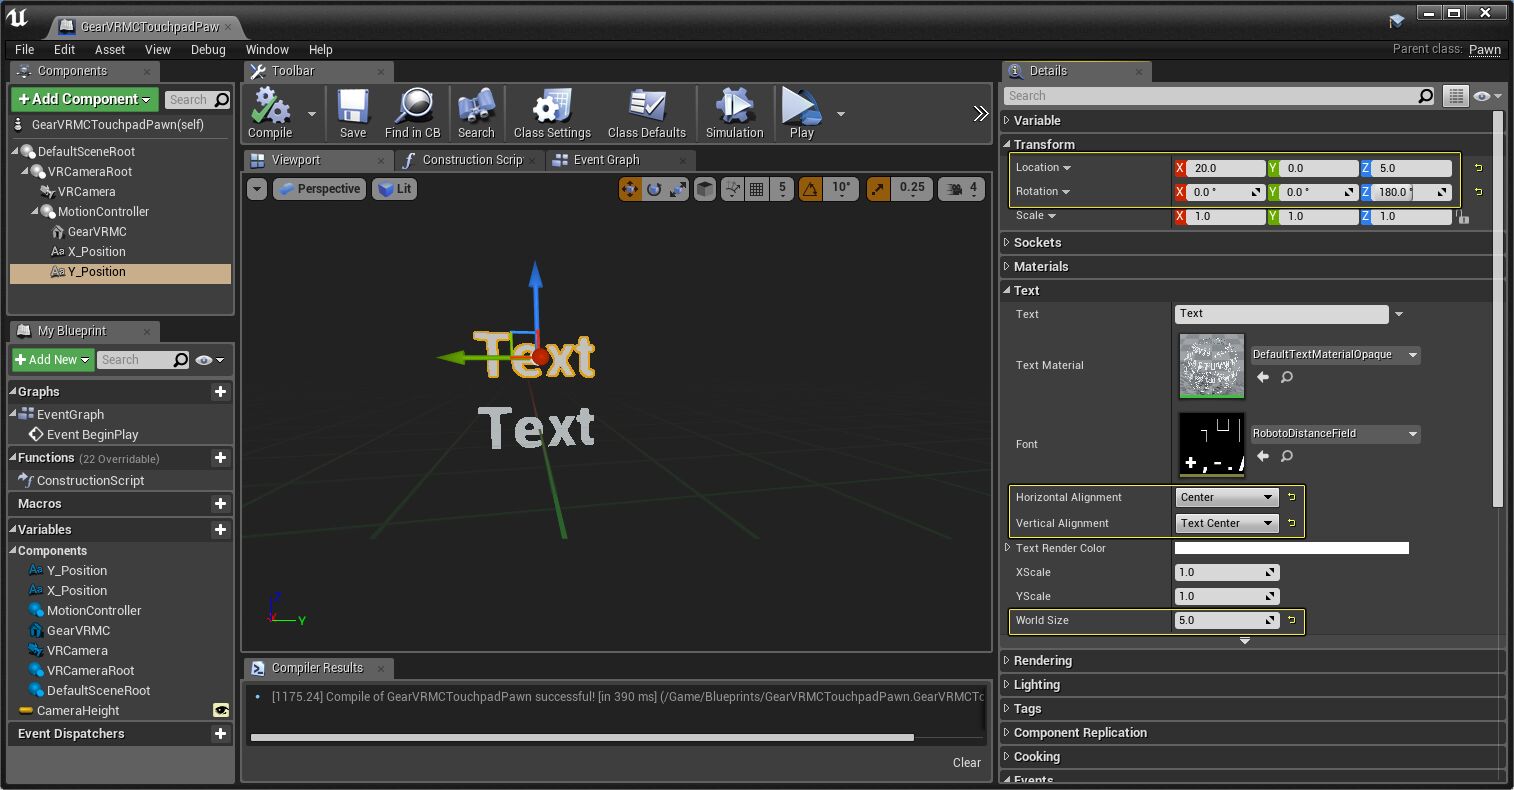 GearVRMCTouchpadPaw
File Edit Asset View Debug Window Help
Parent class: Pawn
Components
Add Component
Search
GearVRMCTouchpadPawn(self)
DefaultSceneRoot
VRCameraRoot
VRCamera
MotionController
GearVRMC
Aa X_Position
Aa Y_Position
My Blueprint
Add New
Search
Graphs
EventGraph
Event BeginPlay
Functions (22 Overridable)
ConstructionScript
Macros
Variables
Components
Aa Y_Position
Aa X_Position
MotionController
GearVRMC
VRCamera
VRCameraRoot
DefaultSceneRoot
CameraHeight
Event Dispatchers
Toolbar
Compile
Save
Find in CB
Search
Class Settings
Class Defaults
Simulation
Play
Viewport
Construction Scrip
Event Graph
Perspective
Lit
5
10°
0.25
4
Text
Text
Z
Y
Compiler Results
[1175.24] Compile of GearVRMCTouchpadPawn successful! [in 390 ms] (/Game/Blueprints/GearVRMCTouchpadPawn.GearVRMCTo
Clear
Details
Search
Variable
Transform
Location X 20.0 Y 0.0 Z 5.0
Rotation X 0.0 ° Y 0.0 ° Z 180.0 °
Scale X 1.0 Y 1.0 Z 1.0
Sockets
Materials
Text
Text Text
Text Material DefaultTextMaterialOpaque
Font RobotoDistanceField
Horizontal Alignment Center
Vertical Alignment Text Center
Text Render Color
XScale 1.0
YScale 1.0
World Size 5.0
Rendering
Lighting
Tags
Component Replication
Cooking
Events